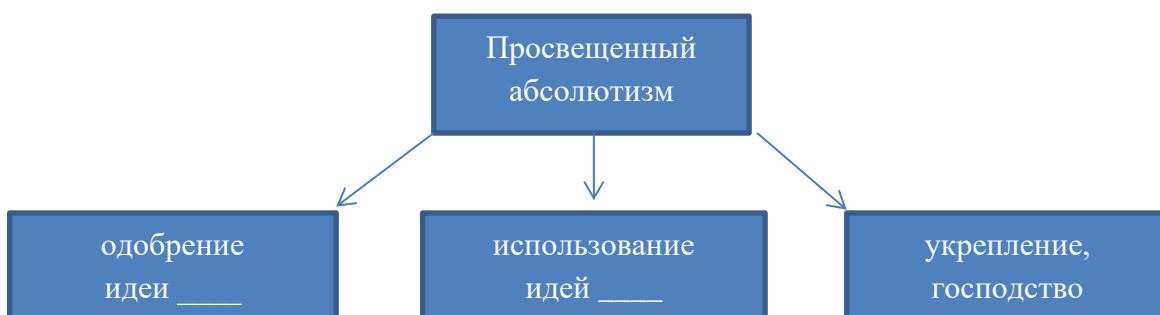 Просвещенный
абсолютизм
одобрение
идеи ____
использование
идей ____
укрепление,
господство